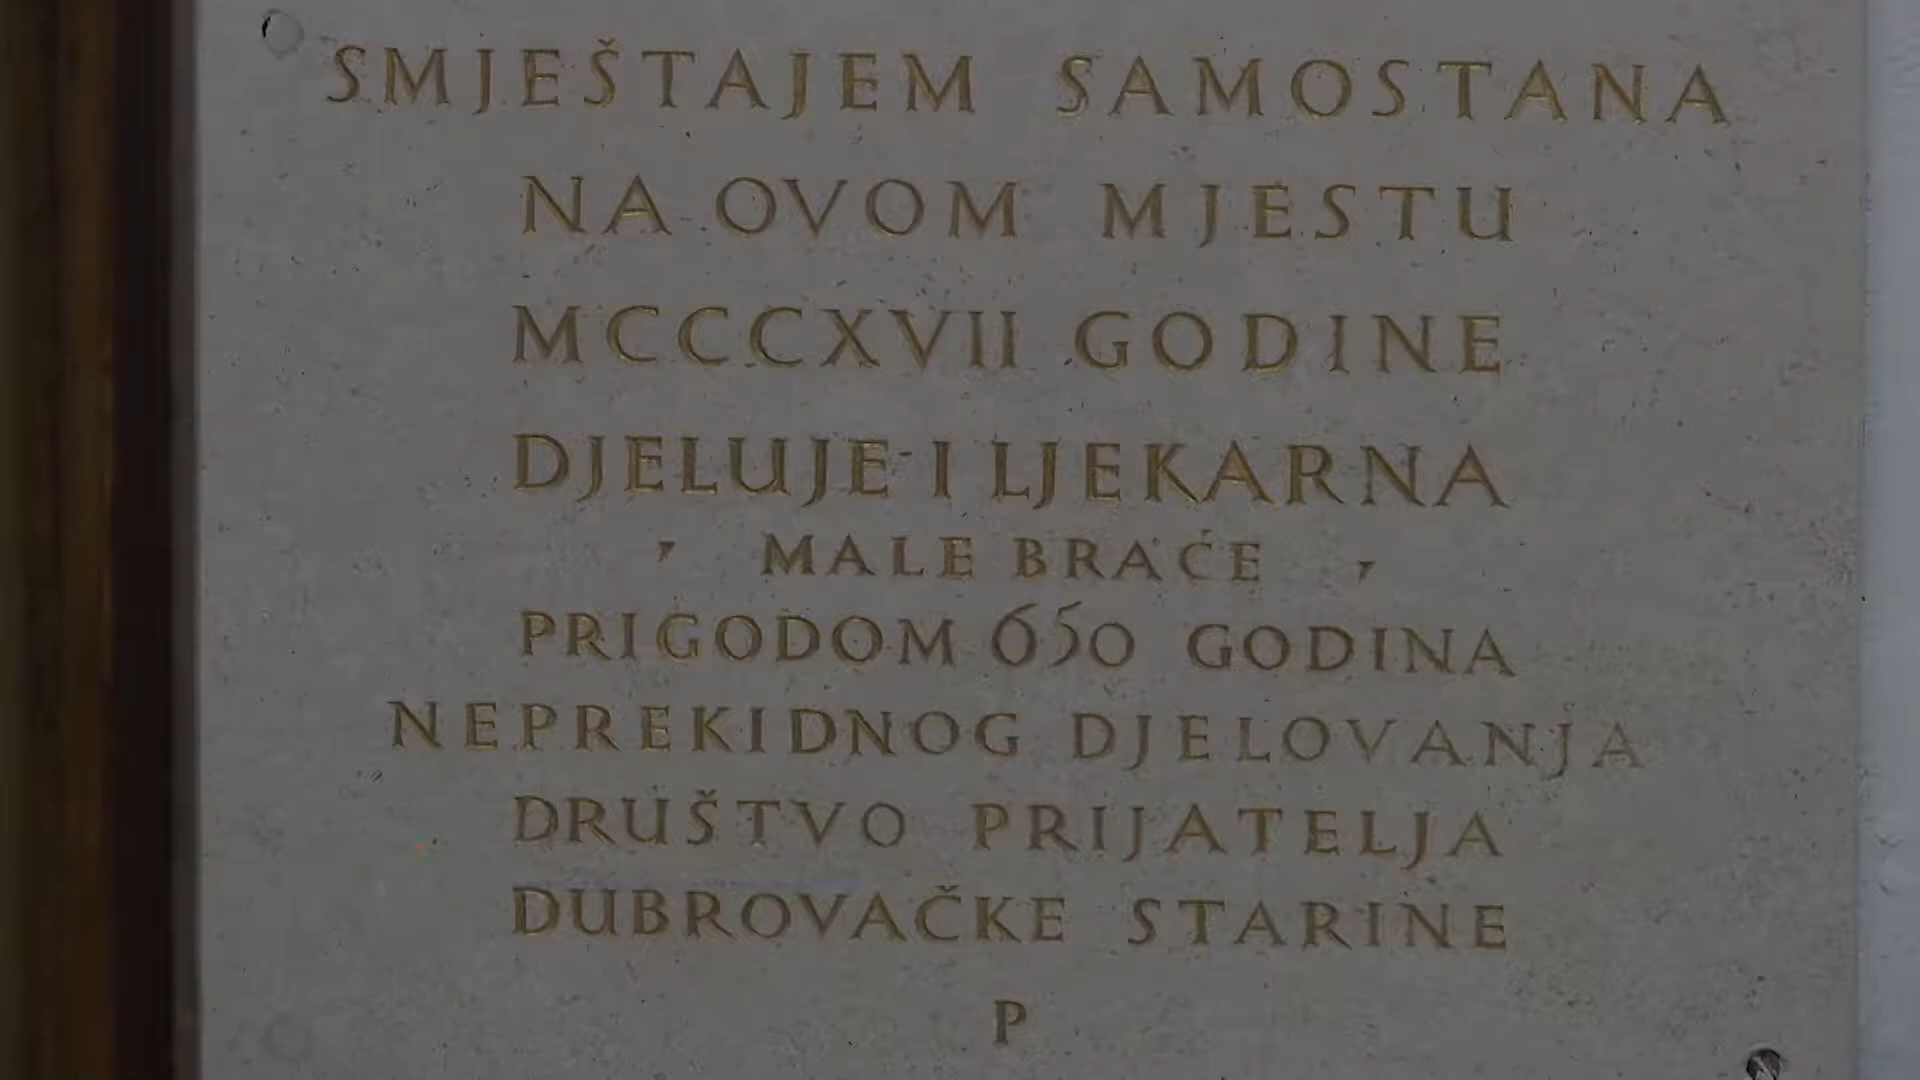 SMJEŠTAJEM SAMOSTANA
NA OVOM MJESTU
MCCCXVII GODINE
DJELUJE I LJEKARNA
MALE BRAĆE
PRIGODOM 650 GODINA
NEPREKIDNOG DJELOVANJA
DRUŠTVO PRIJATELJA
DUBROVAČKE STARINE
P